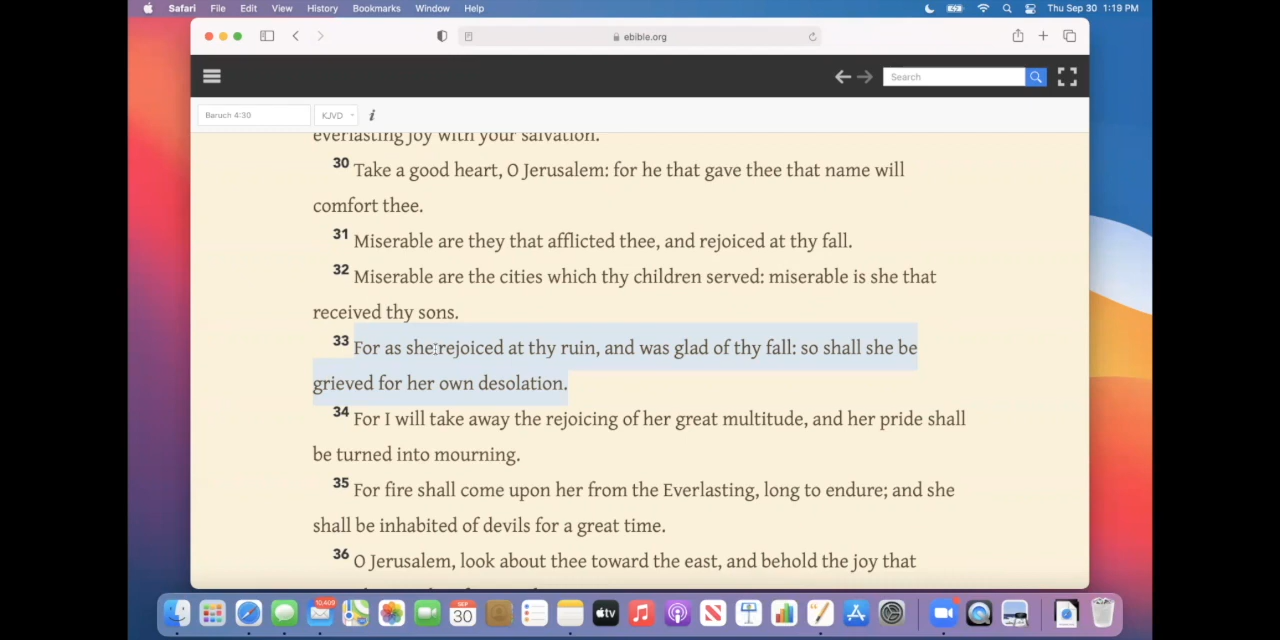 Safari File Edit View History Bookmarks Window Help Thu Sep 30 1:19 PM
ebible.org
Search
Baruch 4:30 KJVD i
everlasting joy with your salvation.
30 Take a good heart, O Jerusalem: for he that gave thee that name will
comfort thee.
31 Miserable are they that afflicted thee, and rejoiced at thy fall.
32 Miserable are the cities which thy children served: miserable is she that
received thy sons.
33 For as she rejoiced at thy ruin, and was glad of thy fall: so shall she be
grieved for her own desolation.
34 For I will take away the rejoicing of her great multitude, and her pride shall
be turned into mourning.
35 For fire shall come upon her from the Everlasting, long to endure; and she
shall be inhabited of devils for a great time.
36 O Jerusalem, look about thee toward the east, and behold the joy that
10,409
SEP
30
tv